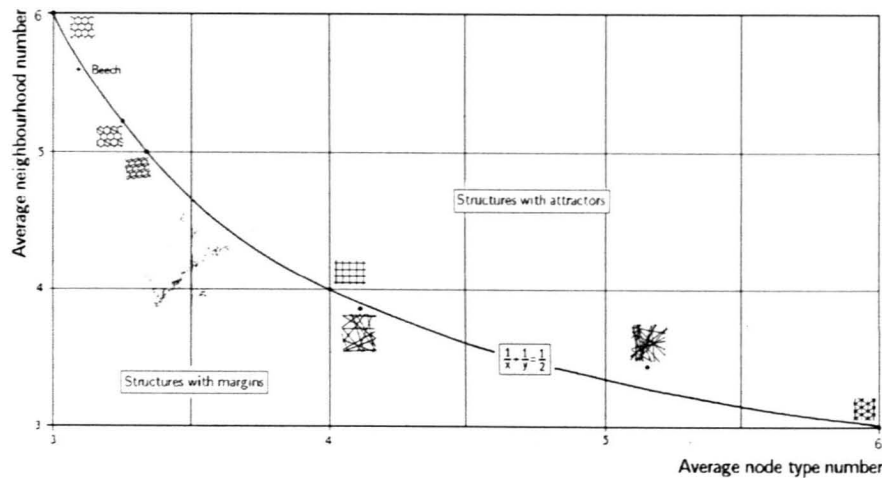 Average neighbourhood number
6
5
4
3
Beech
Structures with attractors
Structures with margins
1/x + 1/y = 1/2
3
4
5
6
Average node type number